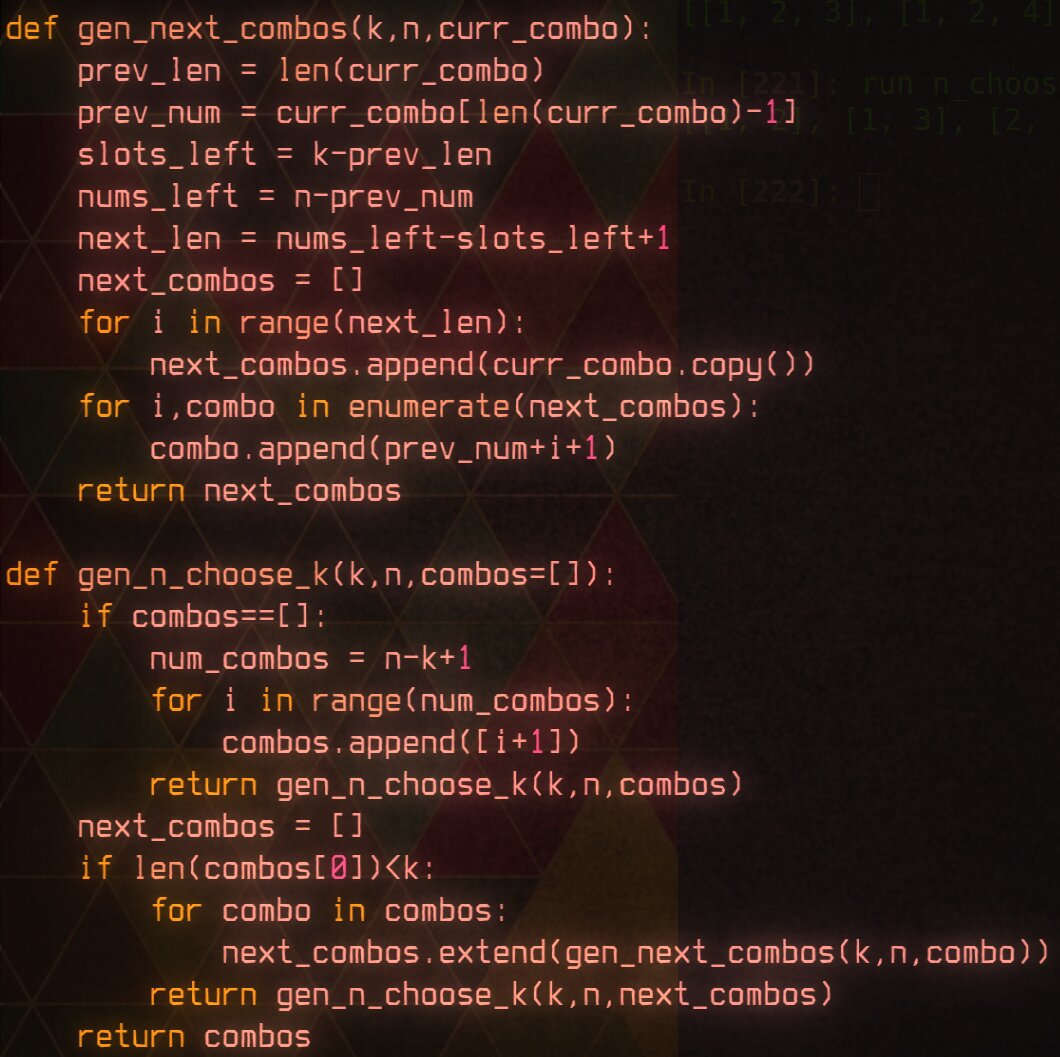 def gen_next_combos(k,n,curr_combo):
    prev_len = len(curr_combo)
    prev_num = curr_combo[len(curr_combo)-1]
    slots_left = k-prev_len
    nums_left = n-prev_num
    next_len = nums_left-slots_left+1
    next_combos = []
    for i in range(next_len):
        next_combos.append(curr_combo.copy())
    for i,combo in enumerate(next_combos):
        combo.append(prev_num+i+1)
    return next_combos

def gen_n_choose_k(k,n,combos=[]):
    if combos==[]:
        num_combos = n-k+1
        for i in range(num_combos):
            combos.append([i+1])
        return gen_n_choose_k(k,n,combos)
    next_combos = []
    if len(combos[0])<k:
        for combo in combos:
            next_combos.extend(gen_next_combos(k,n,combo))
        return gen_n_choose_k(k,n,next_combos)
    return combos
[[1, 2, 3], [1, 2, 4]
In [221]: run n_choos
], [1, 3], [2,
In [222]: